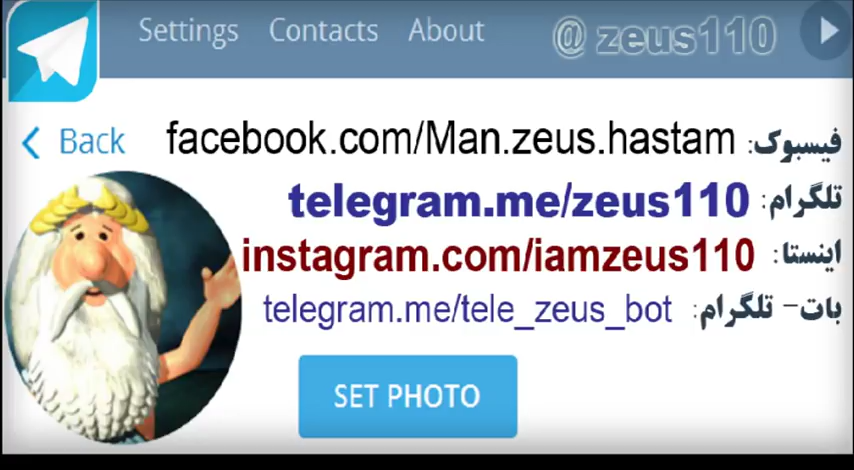 Settings Contacts About @ zeus110
Back
فیسبوک: facebook.com/Man.zeus.hastam
تلگرام: telegram.me/zeus110
اینستا: instagram.com/iamzeus110
بات- تلگرام: telegram.me/tele_zeus_bot
SET PHOTO